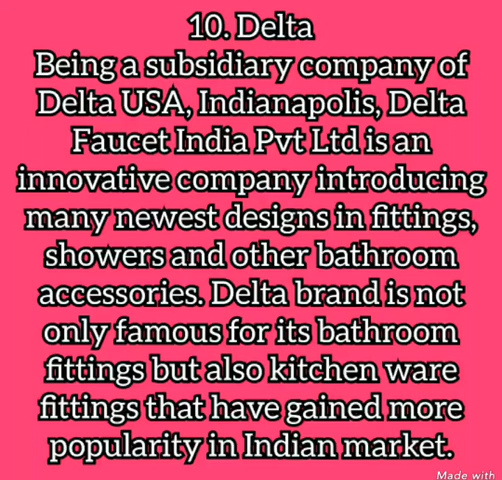 10. Delta
Being a subsidiary company of
Delta USA, Indianapolis, Delta
Faucet India Pvt Ltd is an
innovative company introducing
many newest designs in fittings,
showers and other bathroom
accessories. Delta brand is not
only famous for its bathroom
fittings but also kitchen ware
fittings that have gained more
popularity in Indian market.
Made with